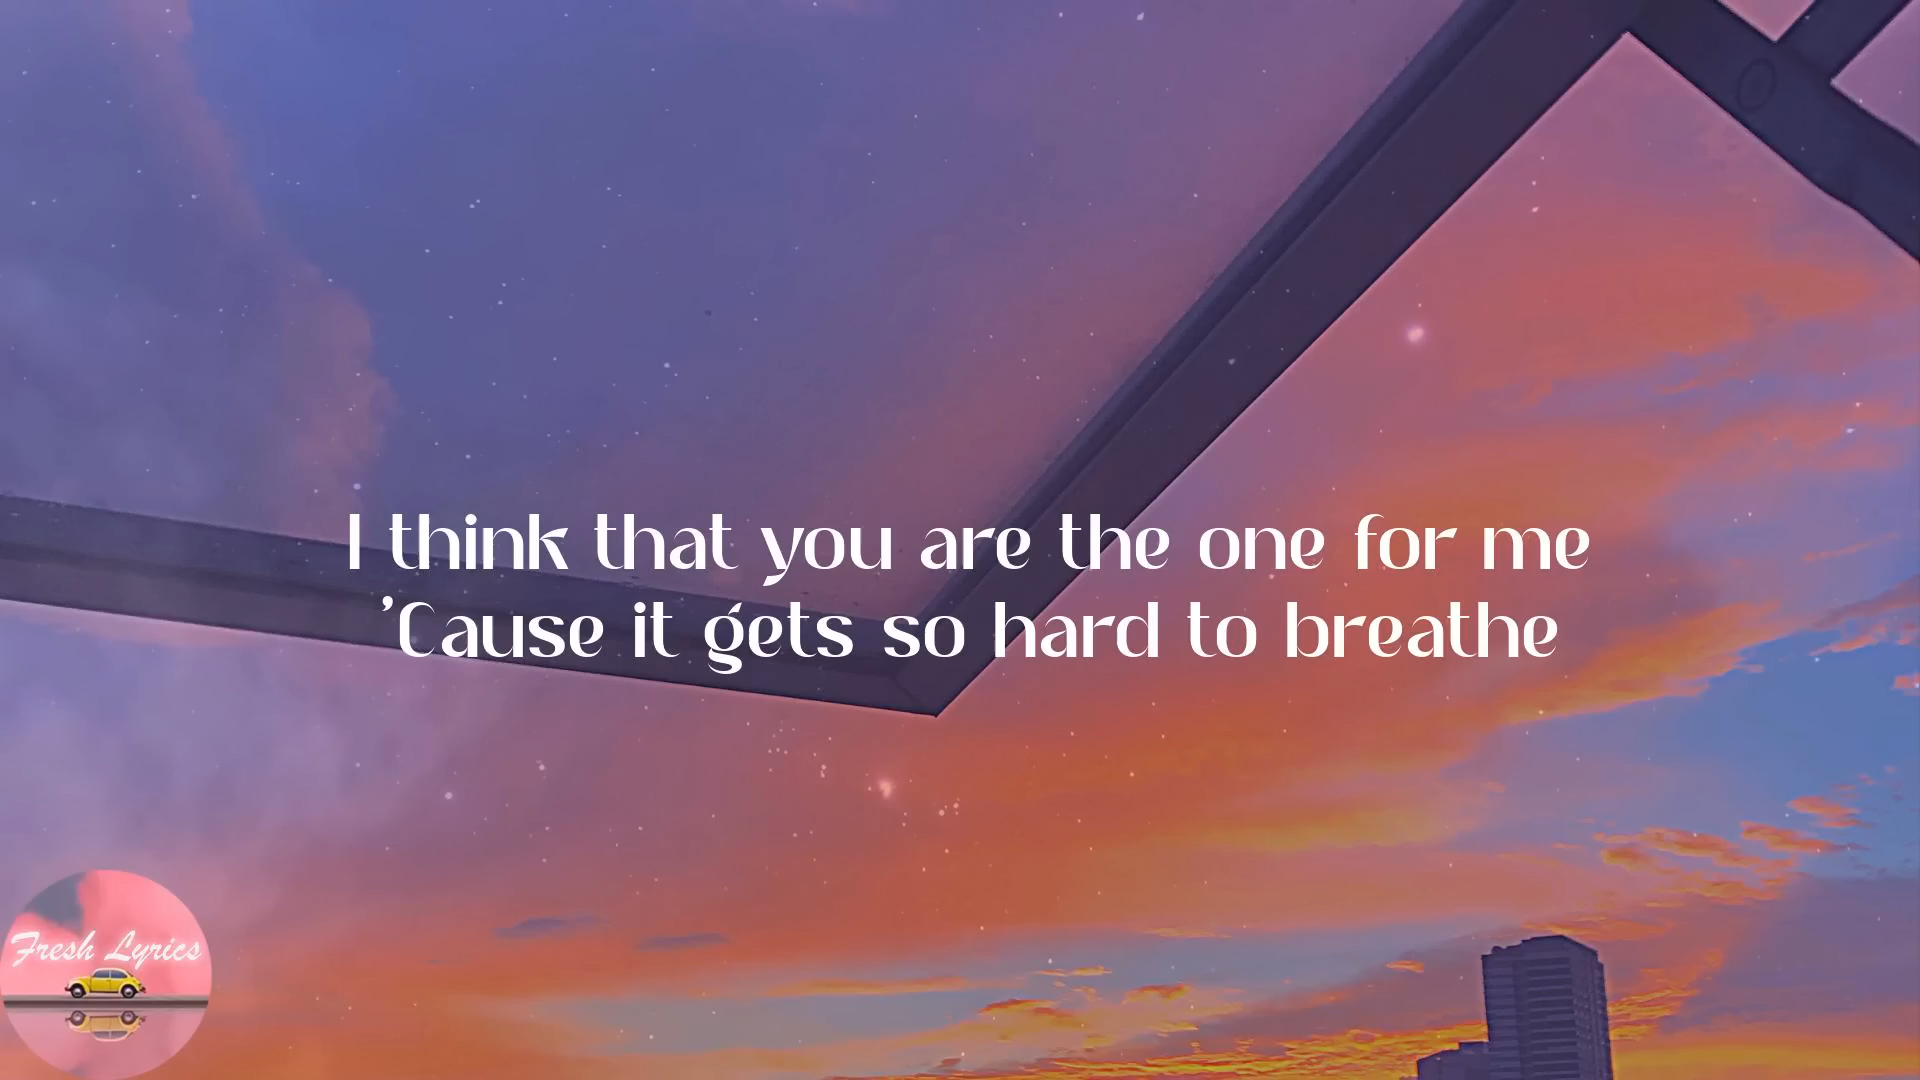 I think that you are the one for me
'Cause it gets so hard to breathe
Fresh Lyrics